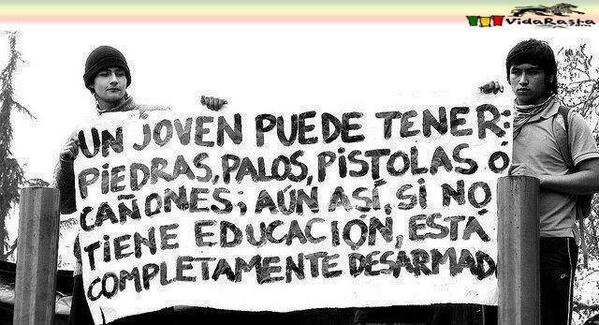 VidaRasta
UN JOVEN PUEDE TENER:
PIEDRAS, PALOS, PISTOLAS Ó
CAÑONES; AÚN ASÍ, SI NO
TIENE EDUCACIÓN, ESTÁ
COMPLETAMENTE DESARMAD